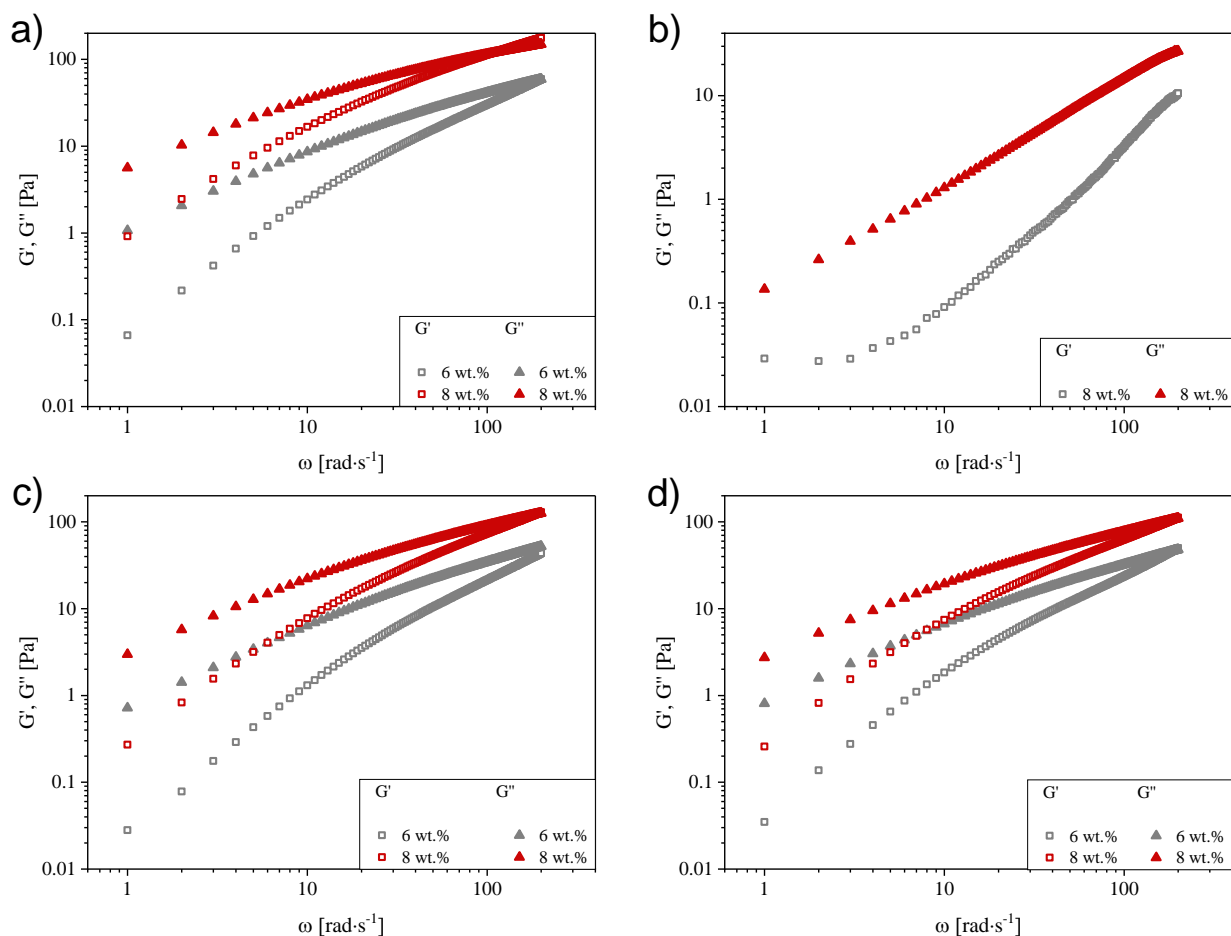 a)
G', G'' [Pa]
100
10
1
0.1
0.01
1 10 100
ω [rad·s⁻¹]
G' G''
6 wt.% 6 wt.%
8 wt.% 8 wt.%
b)
G', G'' [Pa]
10
1
0.1
0.01
1 10 100
ω [rad·s⁻¹]
G' G''
8 wt.% 8 wt.%
c)
G', G'' [Pa]
100
10
1
0.1
0.01
1 10 100
ω [rad·s⁻¹]
G' G''
6 wt.% 6 wt.%
8 wt.% 8 wt.%
d)
G', G'' [Pa]
100
10
1
0.1
0.01
1 10 100
ω [rad·s⁻¹]
G' G''
6 wt.% 6 wt.%
8 wt.% 8 wt.%